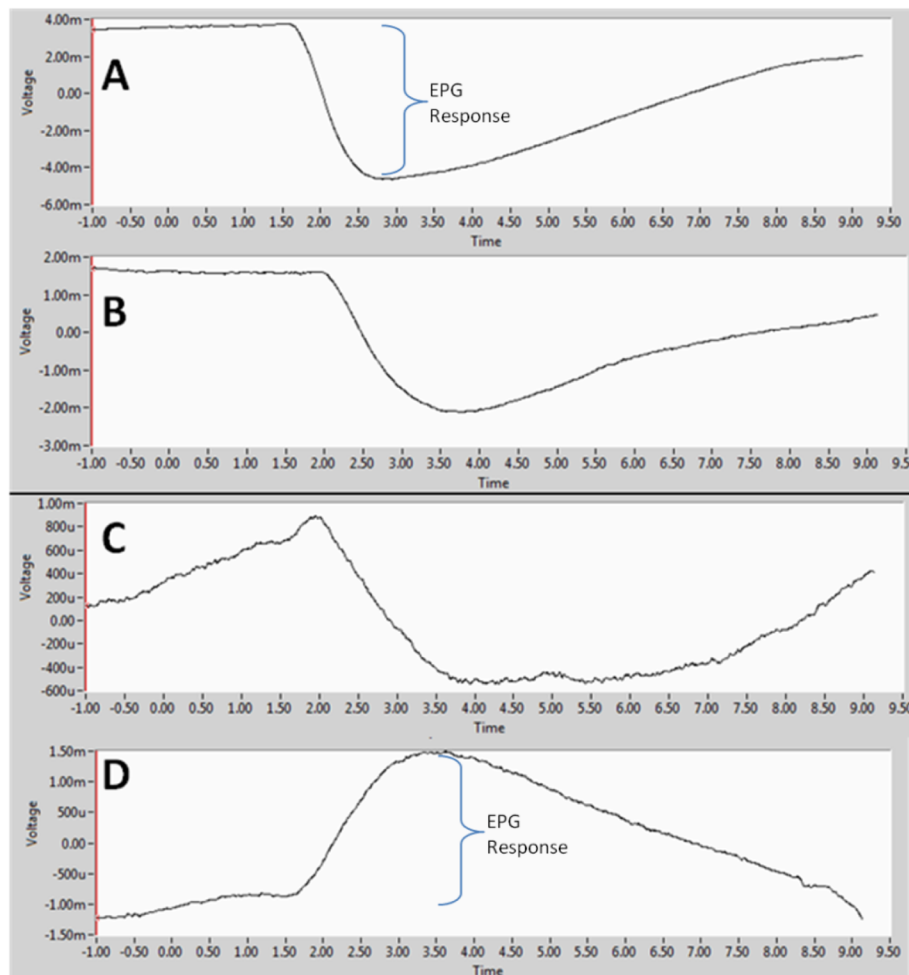 4.00m
2.00m
0.00
-2.00m
-4.00m
-6.00m
Voltage
A
EPG
Response
-1.00 -0.50 0.00 0.50 1.00 1.50 2.00 2.50 3.00 3.50 4.00 4.50 5.00 5.50 6.00 6.50 7.00 7.50 8.00 8.50 9.00 9.50
Time
2.00m
1.00m
0.00
-1.00m
-2.00m
-3.00m
Voltage
B
-1.00 -0.50 0.00 0.50 1.00 1.50 2.00 2.50 3.00 3.50 4.00 4.50 5.00 5.50 6.00 6.50 7.00 7.50 8.00 8.50 9.00 9.50
Time
1.00m
800u
600u
400u
200u
0.00
-200u
-400u
-600u
Voltage
C
-1.00 -0.50 0.00 0.50 1.00 1.50 2.00 2.50 3.00 3.50 4.00 4.50 5.00 5.50 6.00 6.50 7.00 7.50 8.00 8.50 9.00 9.50
Time
1.50m
1.00m
500u
0.00
-500u
-1.00m
-1.50m
Voltage
D
EPG
Response
-1.00 -0.50 0.00 0.50 1.00 1.50 2.00 2.50 3.00 3.50 4.00 4.50 5.00 5.50 6.00 6.50 7.00 7.50 8.00 8.50 9.00 9.50
Time